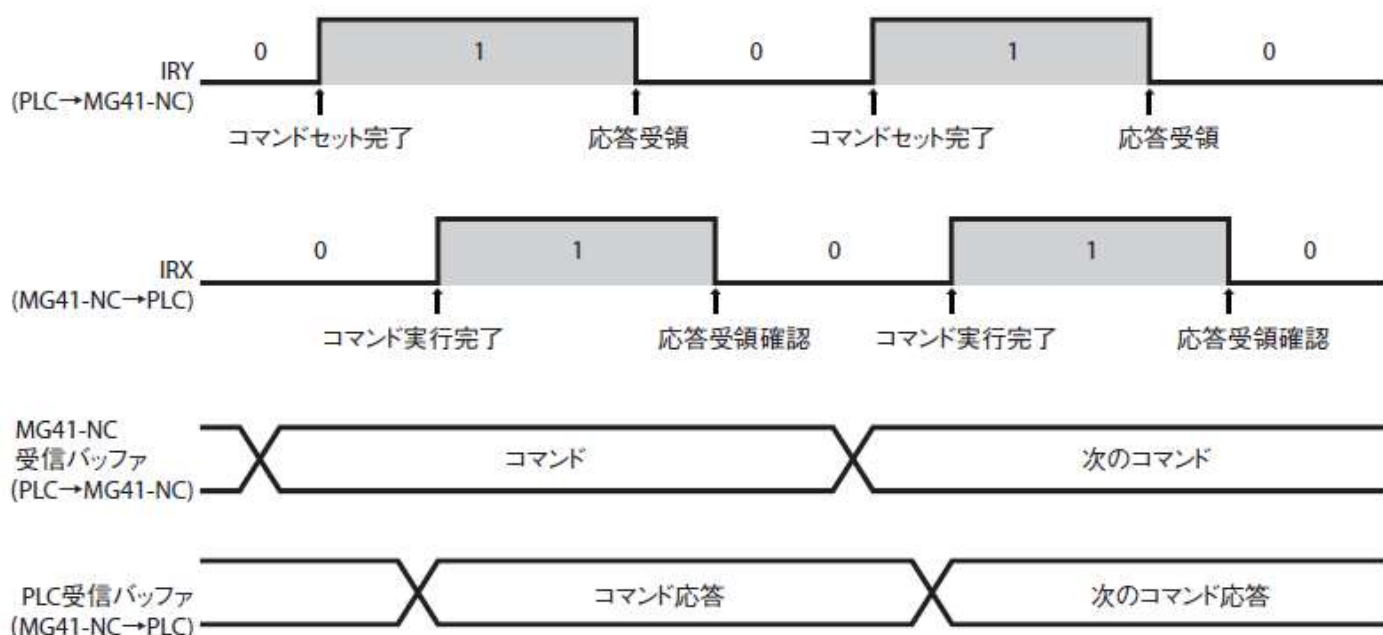 0 1 0 1 0
IRY
(PLC→MG41-NC)
コマンドセット完了 応答受領 コマンドセット完了 応答受領
0 1 0 1 0
IRX
(MG41-NC→PLC)
コマンド実行完了 応答受領確認 コマンド実行完了 応答受領確認
MG41-NC
受信バッファ
(PLC→MG41-NC)
コマンド 次のコマンド
PLC受信バッファ
(MG41-NC→PLC)
コマンド応答 次のコマンド応答